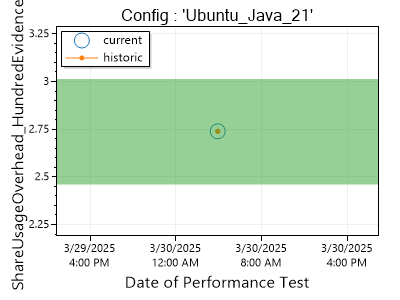 Config : 'Ubuntu_Java_21'
current
historic
ShareUsageOverhead_HundredEvidence
3.25
3
2.75
2.5
2.25
3/29/2025 3/30/2025 3/30/2025 3/30/2025
4:00 PM 12:00 AM 8:00 AM 4:00 PM
Date of Performance Test